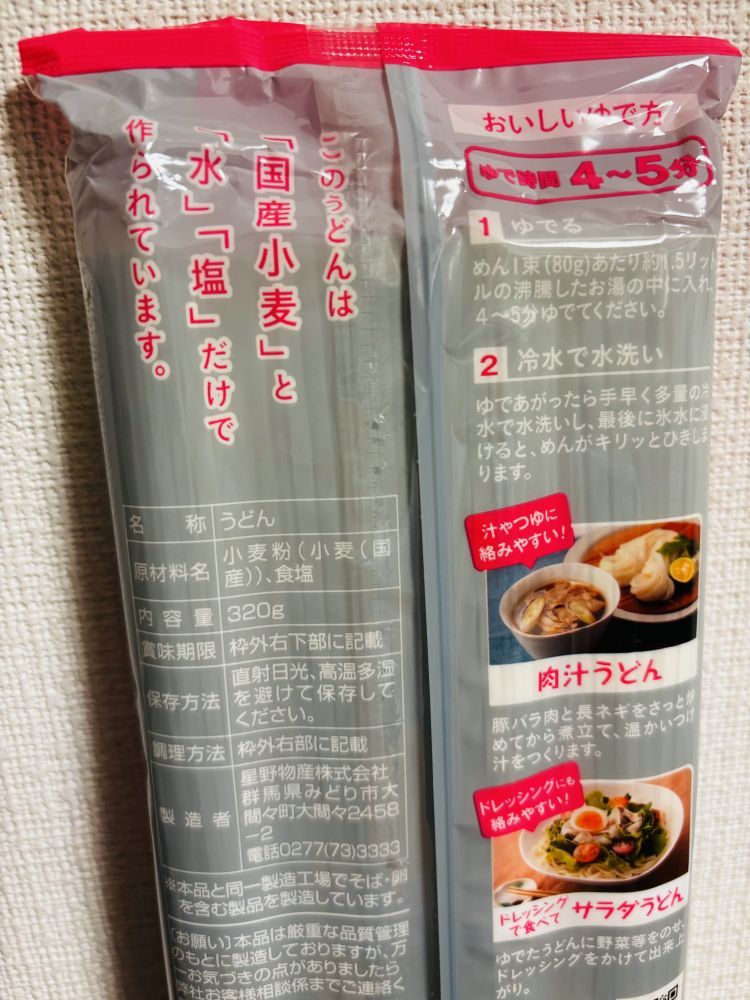 このうどんは
「国産小麦」と
「水」「塩」だけで
作られています。
名称 うどん
原材料名 小麦粉(小麦(国
産))、食塩
内容量 320g
賞味期限 枠外右下部に記載
保存方法 直射日光、高温多湿
を避けて保存して
ください。
調理方法 枠外右部に記載
製造者 星野物産株式会社
群馬県みどり市大
間々町大間々2458
-2
電話0277(73)3333
※本品と同一製造工場でそば・卵
を含む製品を製造しています。
〔お願い〕本品は厳重な品質管理
のもとに製造しておりますが、万
一お気づきの点がありましたら
弊社お客様相談係までご連絡く
おいしいゆで方
ゆで時間 4〜5分
1 ゆでる
めん1束(80g)あたり約1.5リット
ルの沸騰したお湯の中に入れ
4〜5分ゆでてください。
2 冷水で水洗い
ゆであがったら手早く多量の冷
水で水洗いし、最後に氷水に漬
けると、めんがキリッとひきしま
ります。
汁やつゆに
絡みやすい!
肉汁うどん
豚バラ肉と長ネギをさっと炒
めてから煮立て、温かいつけ
汁をつくります。
ドレッシングにも
絡みやすい!
ドレッシング
で食べて
サラダうどん
ゆでたうどんに野菜等をのせ、
ドレッシングをかけて出来上
がり。